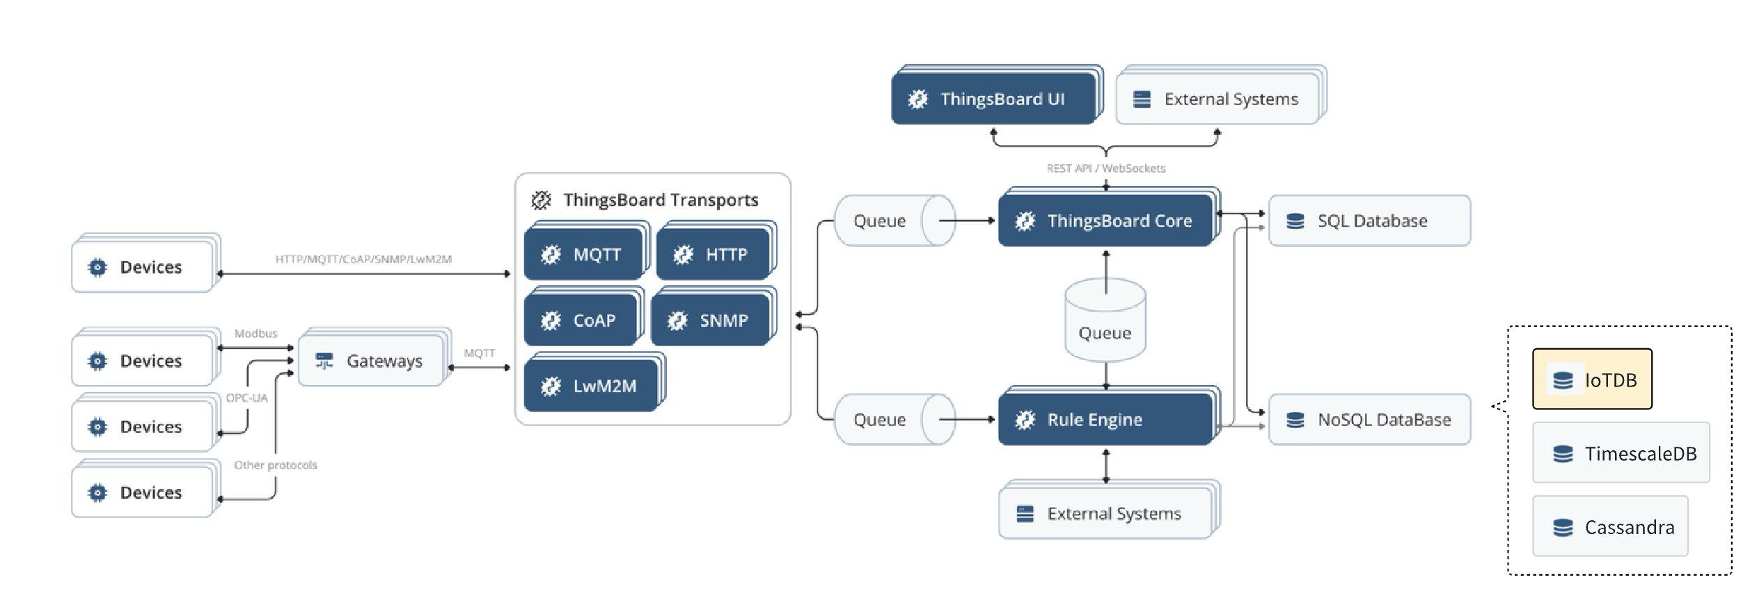 ThingsBoard UI
External Systems
REST API / WebSockets
ThingsBoard Transports
MQTT
HTTP
CoAP
SNMP
LwM2M
Devices
HTTP/MQTT/CoAP/SNMP/LwM2M
Devices
Modbus
Gateways
MQTT
OPC-UA
Devices
Other protocols
Devices
Queue
ThingsBoard Core
SQL Database
Queue
Queue
Rule Engine
NoSQL DataBase
External Systems
IoTDB
TimescaleDB
Cassandra